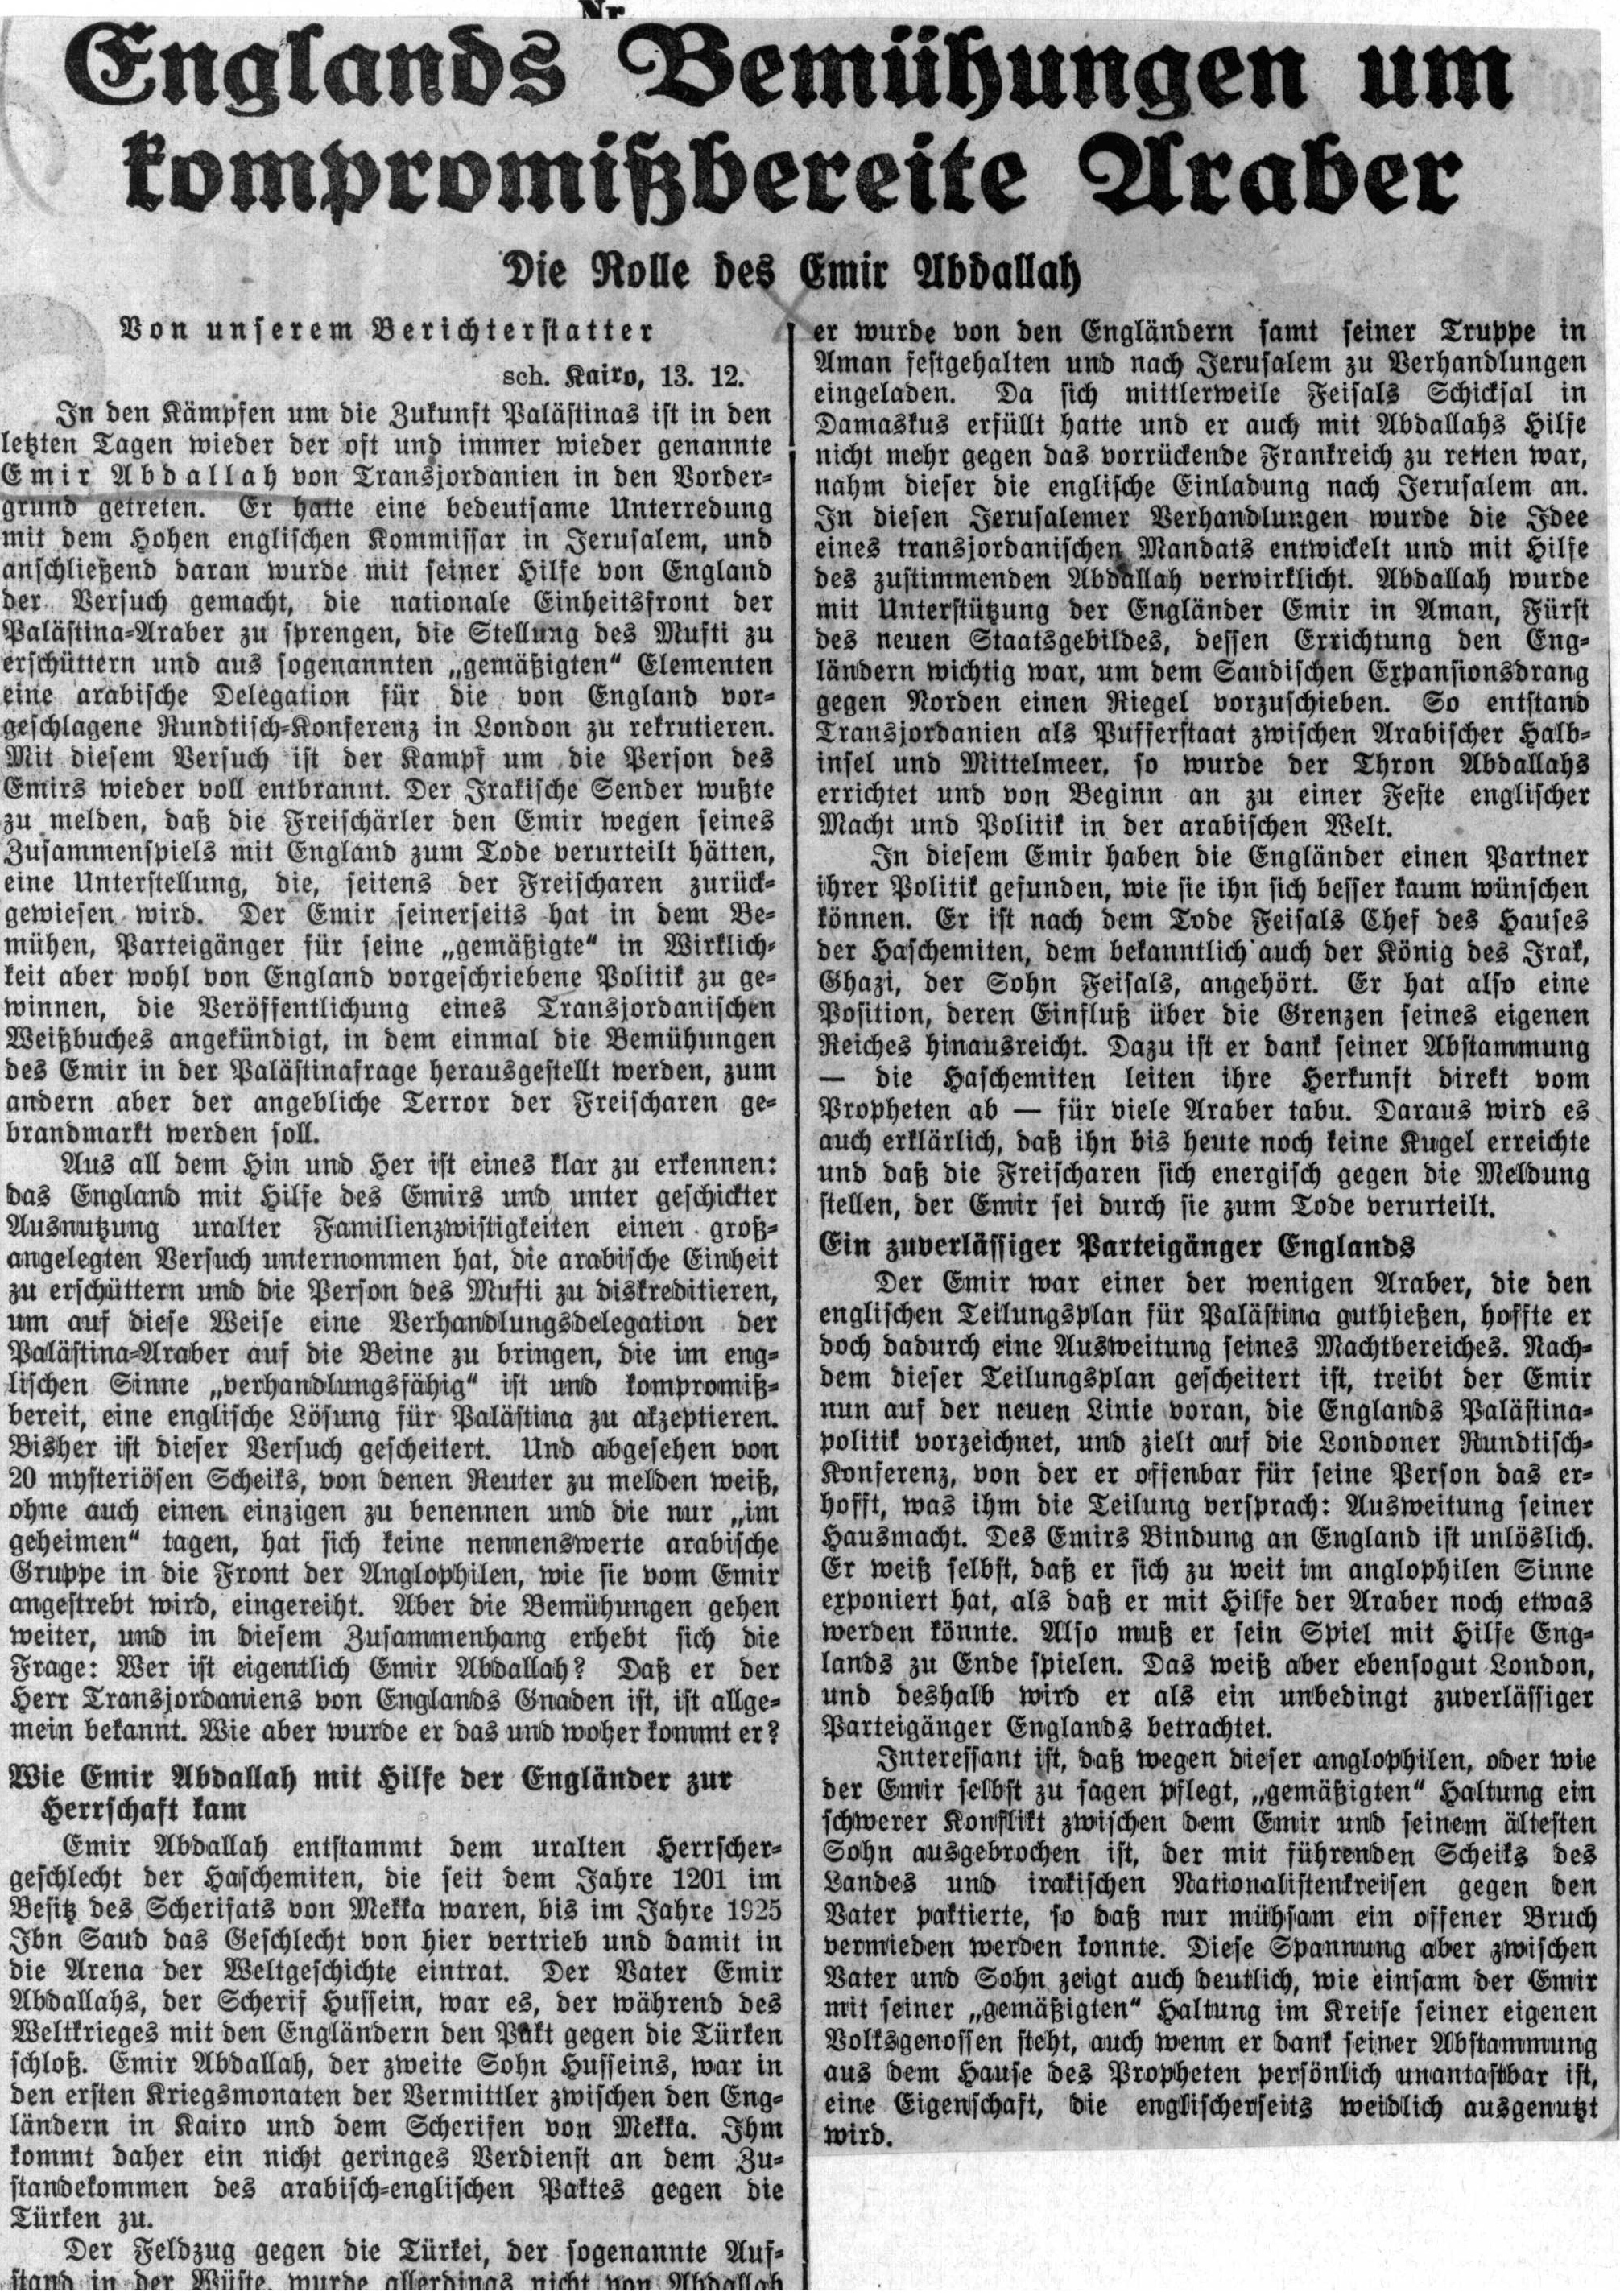 Nr
Englands Bemühungen um
kompromißbereite Araber
Die Rolle des Emir Abdallah
Von unserem Berichterstatter
sch. Kairo, 13. 12.
In den Kämpfen um die Zukunft Palästinas ist in den
letzten Tagen wieder der oft und immer wieder genannte
Emir Abdallah von Transjordanien in den Vorder-
grund getreten. Er hatte eine bedeutsame Unterredung
mit dem Hohen englischen Kommissar in Jerusalem, und
anschließend daran wurde mit seiner Hilfe von England
der Versuch gemacht, die nationale Einheitsfront der
Palästina-Araber zu sprengen, die Stellung des Mufti zu
erschüttern und aus sogenannten „gemäßigten“ Elementen
eine arabische Delegation für die von England vor-
geschlagene Rundtisch-Konferenz in London zu rekrutieren.
Mit diesem Versuch ist der Kampf um die Person des
Emirs wieder voll entbrannt. Der Irakische Sender wußte
zu melden, daß die Freischärler den Emir wegen seines
Zusammenspiels mit England zum Tode verurteilt hätten,
eine Unterstellung, die, seitens der Freischaren zurück-
gewiesen wird. Der Emir seinerseits hat in dem Be-
mühen, Parteigänger für seine „gemäßigte“ in Wirklich-
keit aber wohl von England vorgeschriebene Politik zu ge-
winnen, die Veröffentlichung eines Transjordanischen
Weißbuches angekündigt, in dem einmal die Bemühungen
des Emir in der Palästinafrage herausgestellt werden, zum
andern aber der angebliche Terror der Freischaren ge-
brandmarkt werden soll.
Aus all dem Hin und Her ist eines klar zu erkennen:
das England mit Hilfe des Emirs und unter geschickter
Ausnutzung uralter Familienzwistigkeiten einen groß-
angelegten Versuch unternommen hat, die arabische Einheit
zu erschüttern und die Person des Mufti zu diskreditieren,
um auf diese Weise eine Verhandlungsdelegation der
Palästina-Araber auf die Beine zu bringen, die im eng-
lischen Sinne „verhandlungsfähig“ ist und kompromiß-
bereit, eine englische Lösung für Palästina zu akzeptieren.
Bisher ist dieser Versuch gescheitert. Und abgesehen von
20 mysteriösen Scheiks, von denen Reuter zu melden weiß,
ohne auch einen einzigen zu benennen und die nur „im
geheimen“ tagen, hat sich keine nennenswerte arabische
Gruppe in die Front der Anglophilen, wie sie vom Emir
angestrebt wird, eingereiht. Aber die Bemühungen gehen
weiter, und in diesem Zusammenhang erhebt sich die
Frage: Wer ist eigentlich Emir Abdallah? Daß er der
Herr Transjordaniens von Englands Gnaden ist, ist allge-
mein bekannt. Wie aber wurde er das und woher kommt er?
Wie Emir Abdallah mit Hilfe der Engländer zur
Herrschaft kam
Emir Abdallah entstammt dem uralten Herrscher-
geschlecht der Haschemiten, die seit dem Jahre 1201 im
Besitz des Scherifats von Mekka waren, bis im Jahre 1925
Ibn Saud das Geschlecht von hier vertrieb und damit in
die Arena der Weltgeschichte eintrat. Der Vater Emir
Abdallahs, der Scherif Hussein, war es, der während des
Weltkrieges mit den Engländern den Pakt gegen die Türken
schloß. Emir Abdallah, der zweite Sohn Husseins, war in
den ersten Kriegsmonaten der Vermittler zwischen den Eng-
ländern in Kairo und dem Scherifen von Mekka. Ihm
kommt daher ein nicht geringes Verdienst an dem Zu-
standekommen des arabisch-englischen Paktes gegen die
Türken zu.
Der Feldzug gegen die Türkei, der sogenannte Auf-
stand in der Wüste, wurde allerdings nicht von Abdallah
er wurde von den Engländern samt seiner Truppe in
Aman festgehalten und nach Jerusalem zu Verhandlungen
eingeladen. Da sich mittlerweile Feisals Schicksal in
Damaskus erfüllt hatte und er auch mit Abdallahs Hilfe
nicht mehr gegen das vorrückende Frankreich zu retten war,
nahm dieser die englische Einladung nach Jerusalem an.
In diesen Jerusalemer Verhandlungen wurde die Idee
eines transjordanischen Mandats entwickelt und mit Hilfe
des zustimmenden Abdallah verwirklicht. Abdallah wurde
mit Unterstützung der Engländer Emir in Aman, Fürst
des neuen Staatsgebildes, dessen Errichtung den Eng-
ländern wichtig war, um dem Saudischen Expansionsdrang
gegen Norden einen Riegel vorzuschieben. So entstand
Transjordanien als Pufferstaat zwischen Arabischer Halb-
insel und Mittelmeer, so wurde der Thron Abdallahs
errichtet und von Beginn an zu einer Feste englischer
Macht und Politik in der arabischen Welt.
In diesem Emir haben die Engländer einen Partner
ihrer Politik gefunden, wie sie ihn sich besser kaum wünschen
können. Er ist nach dem Tode Feisals Chef des Hauses
der Haschemiten, dem bekanntlich auch der König des Irak,
Ghazi, der Sohn Feisals, angehört. Er hat also eine
Position, deren Einfluß über die Grenzen seines eigenen
Reiches hinausreicht. Dazu ist er dank seiner Abstammung
— die Haschemiten leiten ihre Herkunft direkt vom
Propheten ab — für viele Araber tabu. Daraus wird es
auch erklärlich, daß ihn bis heute noch keine Kugel erreichte
und daß die Freischaren sich energisch gegen die Meldung
stellen, der Emir sei durch sie zum Tode verurteilt.
Ein zuverlässiger Parteigänger Englands
Der Emir war einer der wenigen Araber, die den
englischen Teilungsplan für Palästina guthießen, hoffte er
doch dadurch eine Ausweitung seines Machtbereiches. Nach-
dem dieser Teilungsplan gescheitert ist, treibt der Emir
nun auf der neuen Linie voran, die Englands Palästina-
politik vorzeichnet, und zielt auf die Londoner Rundtisch-
Konferenz, von der er offenbar für seine Person das er-
hofft, was ihm die Teilung versprach: Ausweitung seiner
Hausmacht. Des Emirs Bindung an England ist unlöslich.
Er weiß selbst, daß er sich zu weit im anglophilen Sinne
exponiert hat, als daß er mit Hilfe der Araber noch etwas
werden könnte. Also muß er sein Spiel mit Hilfe Eng-
lands zu Ende spielen. Das weiß aber ebensogut London,
und deshalb wird er als ein unbedingt zuverlässiger
Parteigänger Englands betrachtet.
Interessant ist, daß wegen dieser anglophilen, oder wie
der Emir selbst zu sagen pflegt, „gemäßigten“ Haltung ein
schwerer Konflikt zwischen dem Emir und seinem ältesten
Sohn ausgebrochen ist, der mit führenden Scheiks des
Landes und irakischen Nationalistenkreisen gegen den
Vater paktierte, so daß nur mühsam ein offener Bruch
vermieden werden konnte. Diese Spannung aber zwischen
Vater und Sohn zeigt auch deutlich, wie einsam der Emir
mit seiner „gemäßigten“ Haltung im Kreise seiner eigenen
Volksgenossen steht, auch wenn er dank seiner Abstammung
aus dem Hause des Propheten persönlich unantastbar ist,
eine Eigenschaft, die englischerseits weidlich ausgenutzt
wird.